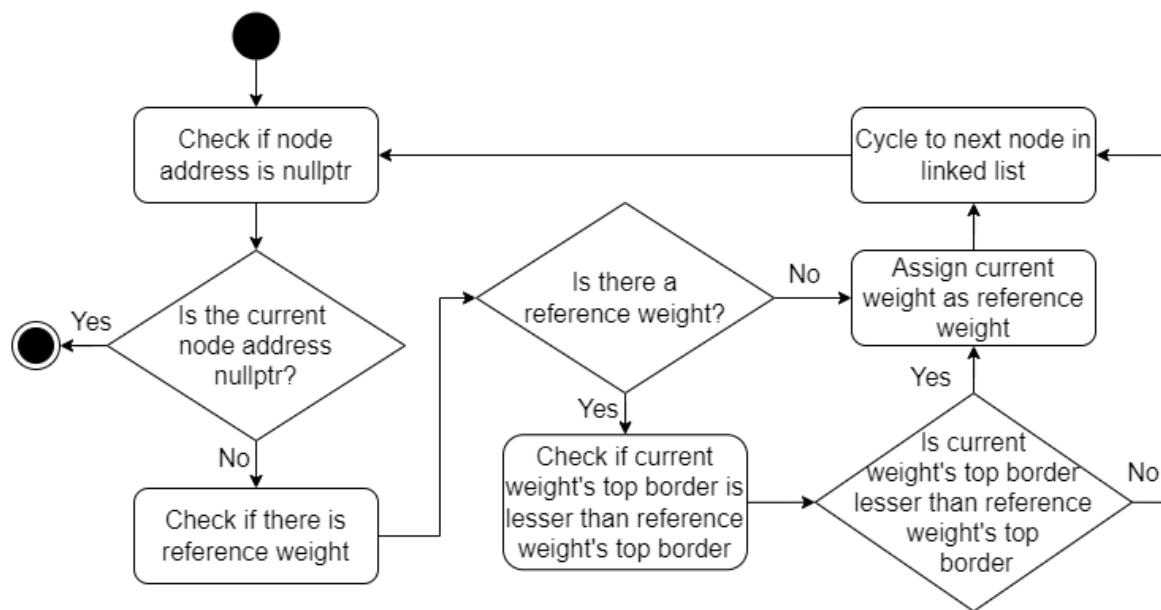 Check if node
address is nullptr
Cycle to next node in
linked list
Is there a
reference weight?
No
Assign current
weight as reference
weight
Yes
Is the current
node address
nullptr?
Yes
Yes
No
Check if there is
reference weight
Check if current
weight's top border is
lesser than reference
weight's top border
Is current
weight's top border
lesser than reference
weight's top
border
No